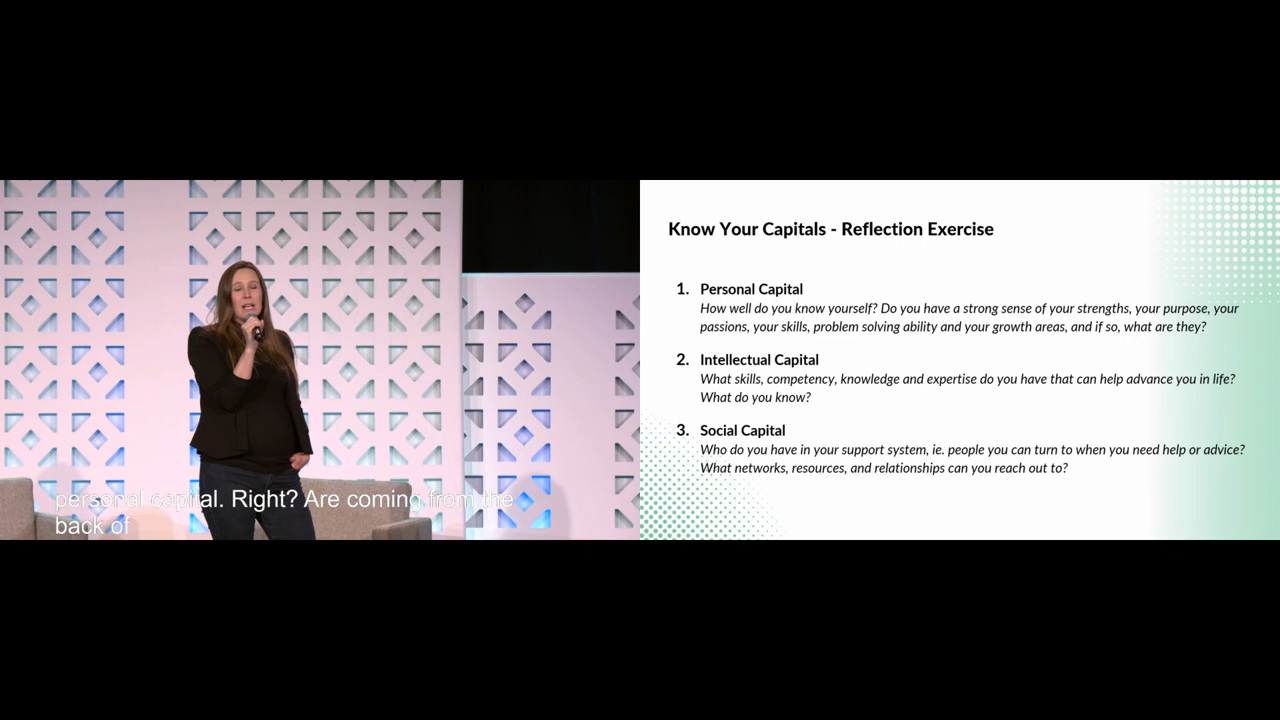 personal capital. Right? Are coming from the
back of
Know Your Capitals - Reflection Exercise
1. Personal Capital
How well do you know yourself? Do you have a strong sense of your strengths, your purpose, your
passions, your skills, problem solving ability and your growth areas, and if so, what are they?
2. Intellectual Capital
What skills, competency, knowledge and expertise do you have that can help advance you in life?
What do you know?
3. Social Capital
Who do you have in your support system, ie. people you can turn to when you need help or advice?
What networks, resources, and relationships can you reach out to?